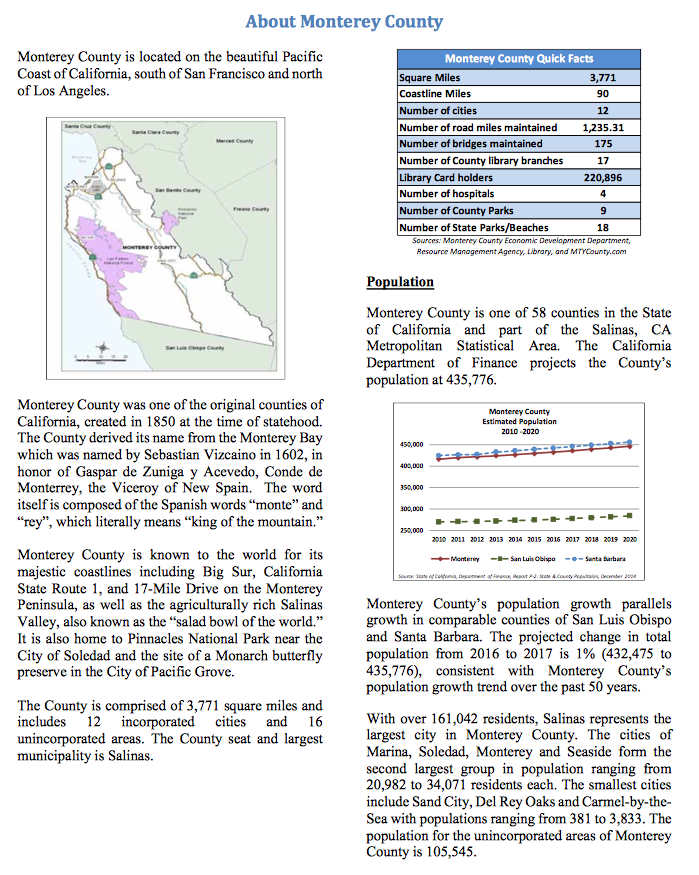 About Monterey County
Monterey County is located on the beautiful Pacific
Coast of California, south of San Francisco and north
of Los Angeles.
Santa Cruz County
Santa Clara County
Merced County
San Benito County
Fresno County
Pinnacles
National
Park
MONTEREY COUNTY
Los Padres
National Forest
San Luis Obispo County
Monterey County was one of the original counties of
California, created in 1850 at the time of statehood.
The County derived its name from the Monterey Bay
which was named by Sebastian Vizcaino in 1602, in
honor of Gaspar de Zuniga y Acevedo, Conde de
Monterrey, the Viceroy of New Spain. The word
itself is composed of the Spanish words “monte” and
“rey”, which literally means “king of the mountain.”
Monterey County is known to the world for its
majestic coastlines including Big Sur, California
State Route 1, and 17-Mile Drive on the Monterey
Peninsula, as well as the agriculturally rich Salinas
Valley, also known as the “salad bowl of the world.”
It is also home to Pinnacles National Park near the
City of Soledad and the site of a Monarch butterfly
preserve in the City of Pacific Grove.
The County is comprised of 3,771 square miles and
includes 12 incorporated cities and 16
unincorporated areas. The County seat and largest
municipality is Salinas.
Monterey County Quick Facts
Square Miles 3,771
Coastline Miles 90
Number of cities 12
Number of road miles maintained 1,235.31
Number of bridges maintained 175
Number of County library branches 17
Library Card holders 220,896
Number of hospitals 4
Number of County Parks 9
Number of State Parks/Beaches 18
Sources: Monterey County Economic Development Department,
Resource Management Agency, Library, and MTYCounty.com
Population
Monterey County is one of 58 counties in the State
of California and part of the Salinas, CA
Metropolitan Statistical Area. The California
Department of Finance projects the County’s
population at 435,776.
Monterey County
Estimated Population
2010 -2020
450,000
400,000
350,000
300,000
250,000
2010 2011 2012 2013 2014 2015 2016 2017 2018 2019 2020
Monterey San Luis Obispo Santa Barbara
Source: State of California, Department of Finance, Report P-2: State & County Population, December 2014
Monterey County’s population growth parallels
growth in comparable counties of San Luis Obispo
and Santa Barbara. The projected change in total
population from 2016 to 2017 is 1% (432,475 to
435,776), consistent with Monterey County’s
population growth trend over the past 50 years.
With over 161,042 residents, Salinas represents the
largest city in Monterey County. The cities of
Marina, Soledad, Monterey and Seaside form the
second largest group in population ranging from
20,982 to 34,071 residents each. The smallest cities
include Sand City, Del Rey Oaks and Carmel-by-the-
Sea with populations ranging from 381 to 3,833. The
population for the unincorporated areas of Monterey
County is 105,545.